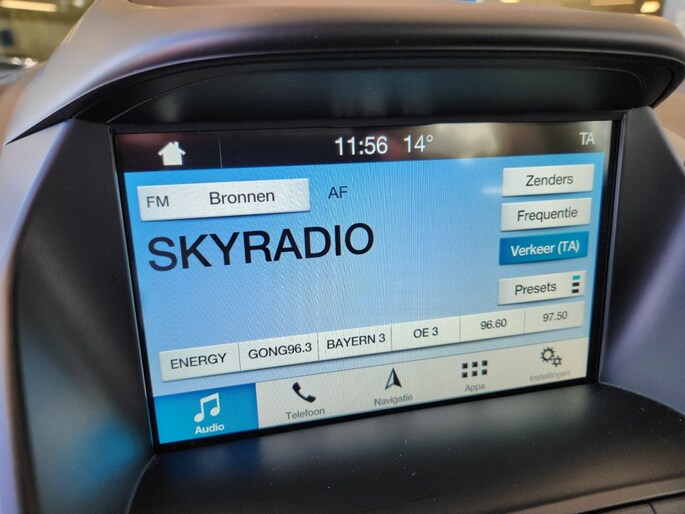 11:56 14° TA
FM Bronnen AF
Zenders
Frequentie
SKYRADIO
Verkeer (TA)
Presets
ENERGY GONG96.3 BAYERN 3 OE 3 96.60 97.50
Audio Telefoon Navigatie Apps Instellingen